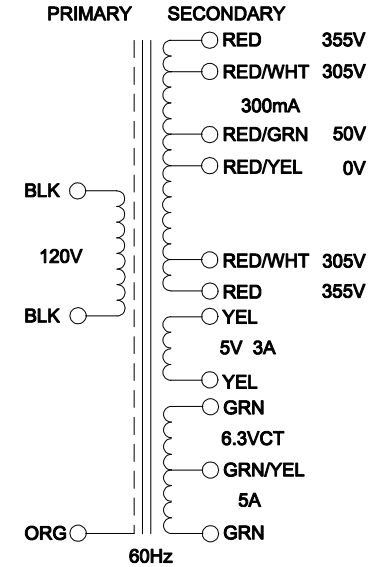 PRIMARY SECONDARY
RED 355V
RED/WHT 305V
300mA
RED/GRN 50V
RED/YEL 0V
BLK
120V
RED/WHT 305V
RED 355V
BLK
YEL
5V 3A
YEL
GRN
6.3VCT
GRN/YEL
5A
ORG
GRN
60Hz